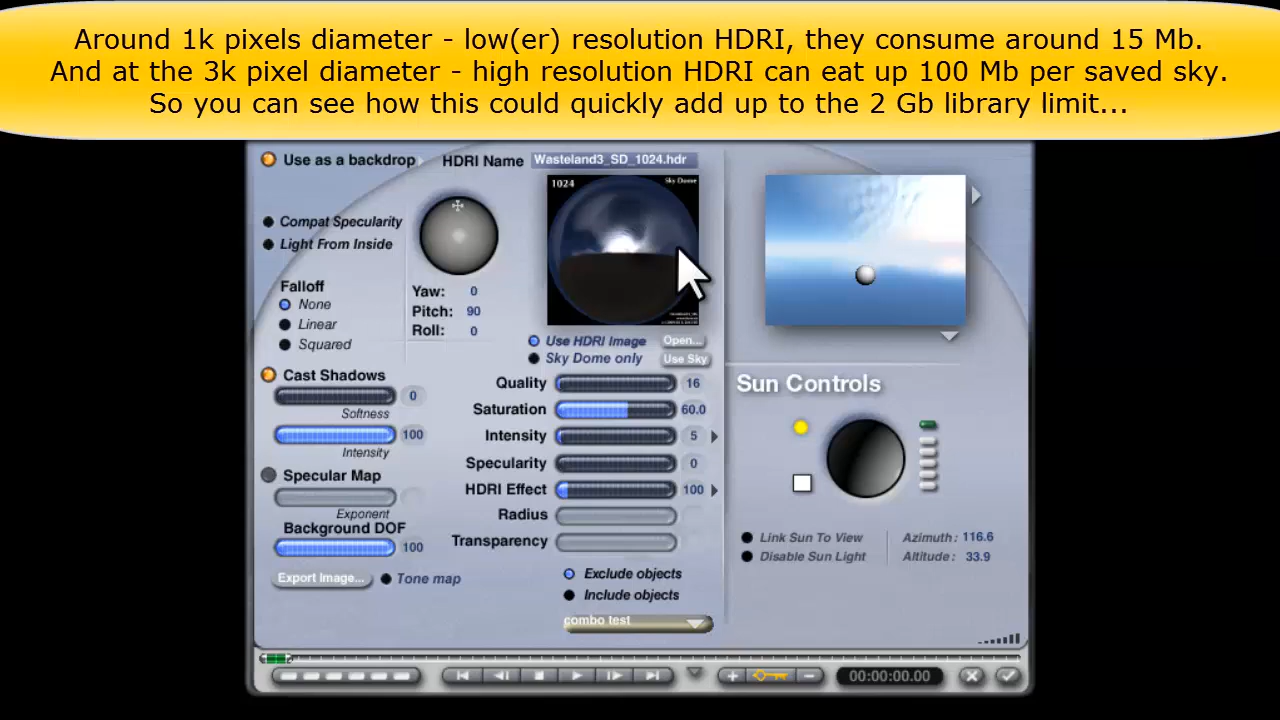 Around 1k pixels diameter - low(er) resolution HDRI, they consume around 15 Mb.
And at the 3k pixel diameter - high resolution HDRI can eat up 100 Mb per saved sky.
So you can see how this could quickly add up to the 2 Gb library limit...
Use as a backdrop
HDRI Name
Wasteland3_SD_1024.hdr
1024
Sky Dome
Compat Specularity
Light From Inside
Falloff
None
Linear
Squared
Yaw: 0
Pitch: 90
Roll: 0
Use HDRI Image
Open...
Sky Dome only
Use Sky
Cast Shadows
0
Softness
100
Intensity
Specular Map
Exponent
Background DOF
100
Export Image...
Tone map
Quality 16
Saturation 60.0
Intensity 5
Specularity 0
HDRI Effect 100
Radius
Transparency
Exclude objects
Include objects
combo test
Sun Controls
Link Sun To View
Disable Sun Light
Azimuth: 116.6
Altitude: 33.9
00:00:00.00